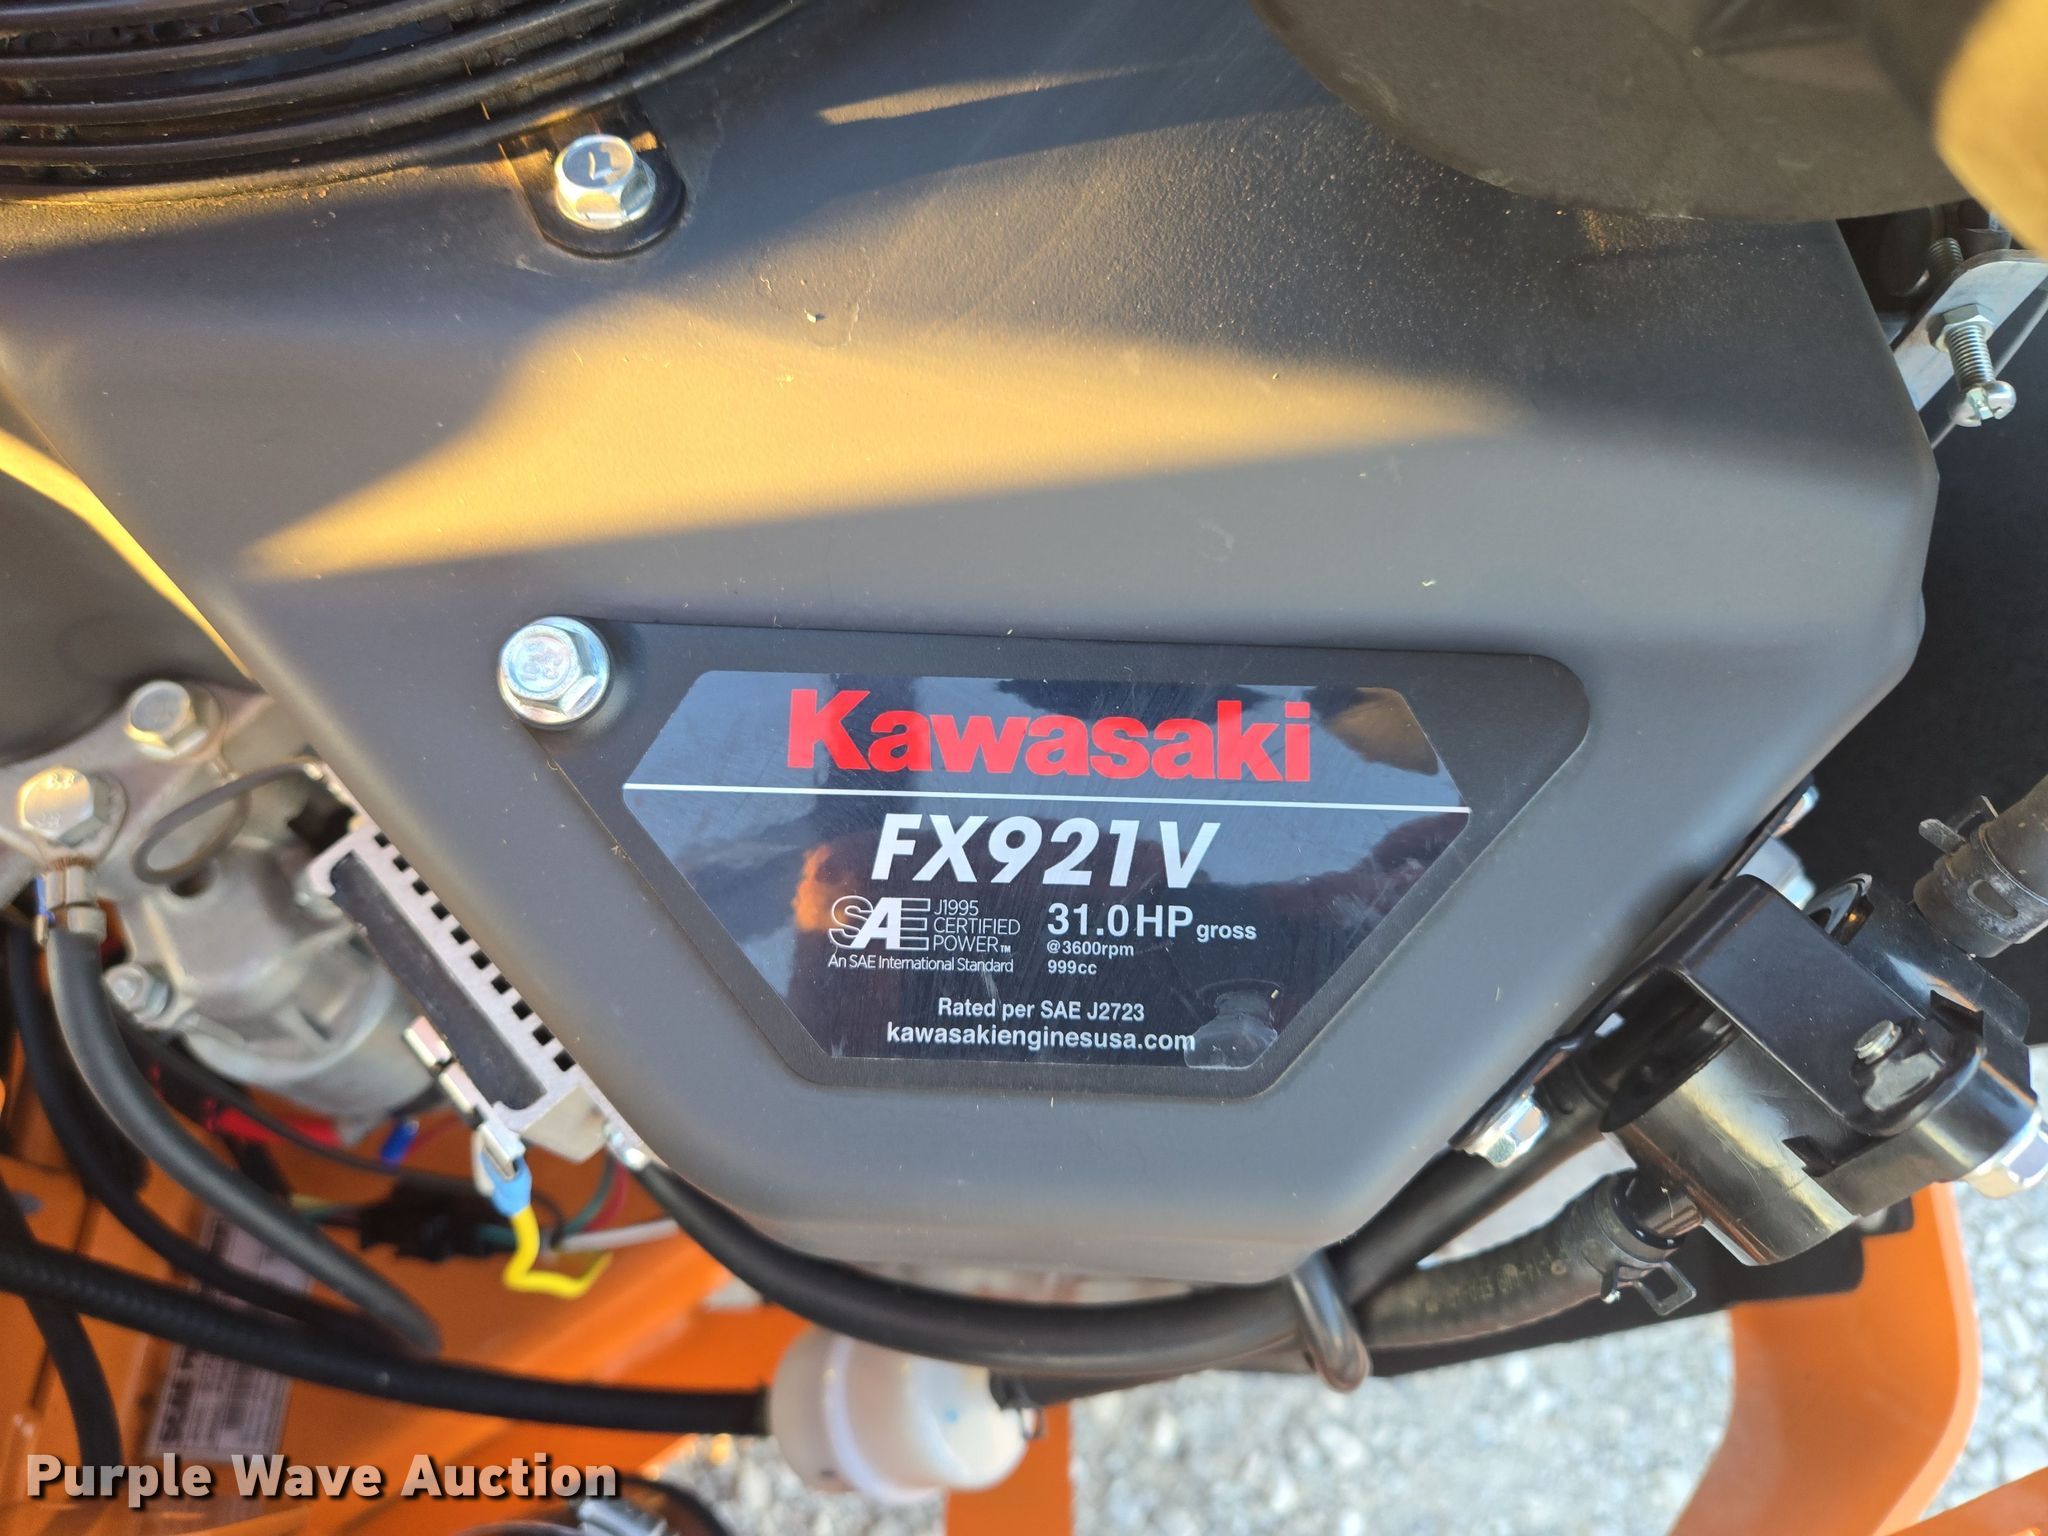 Kawasaki
FX921V
SAE J1995
CERTIFIED
POWER™
An SAE International Standard
31.0HP gross
@3600rpm
999cc
Rated per SAE J2723
kawasakienginesusa.com
Purple Wave Auction